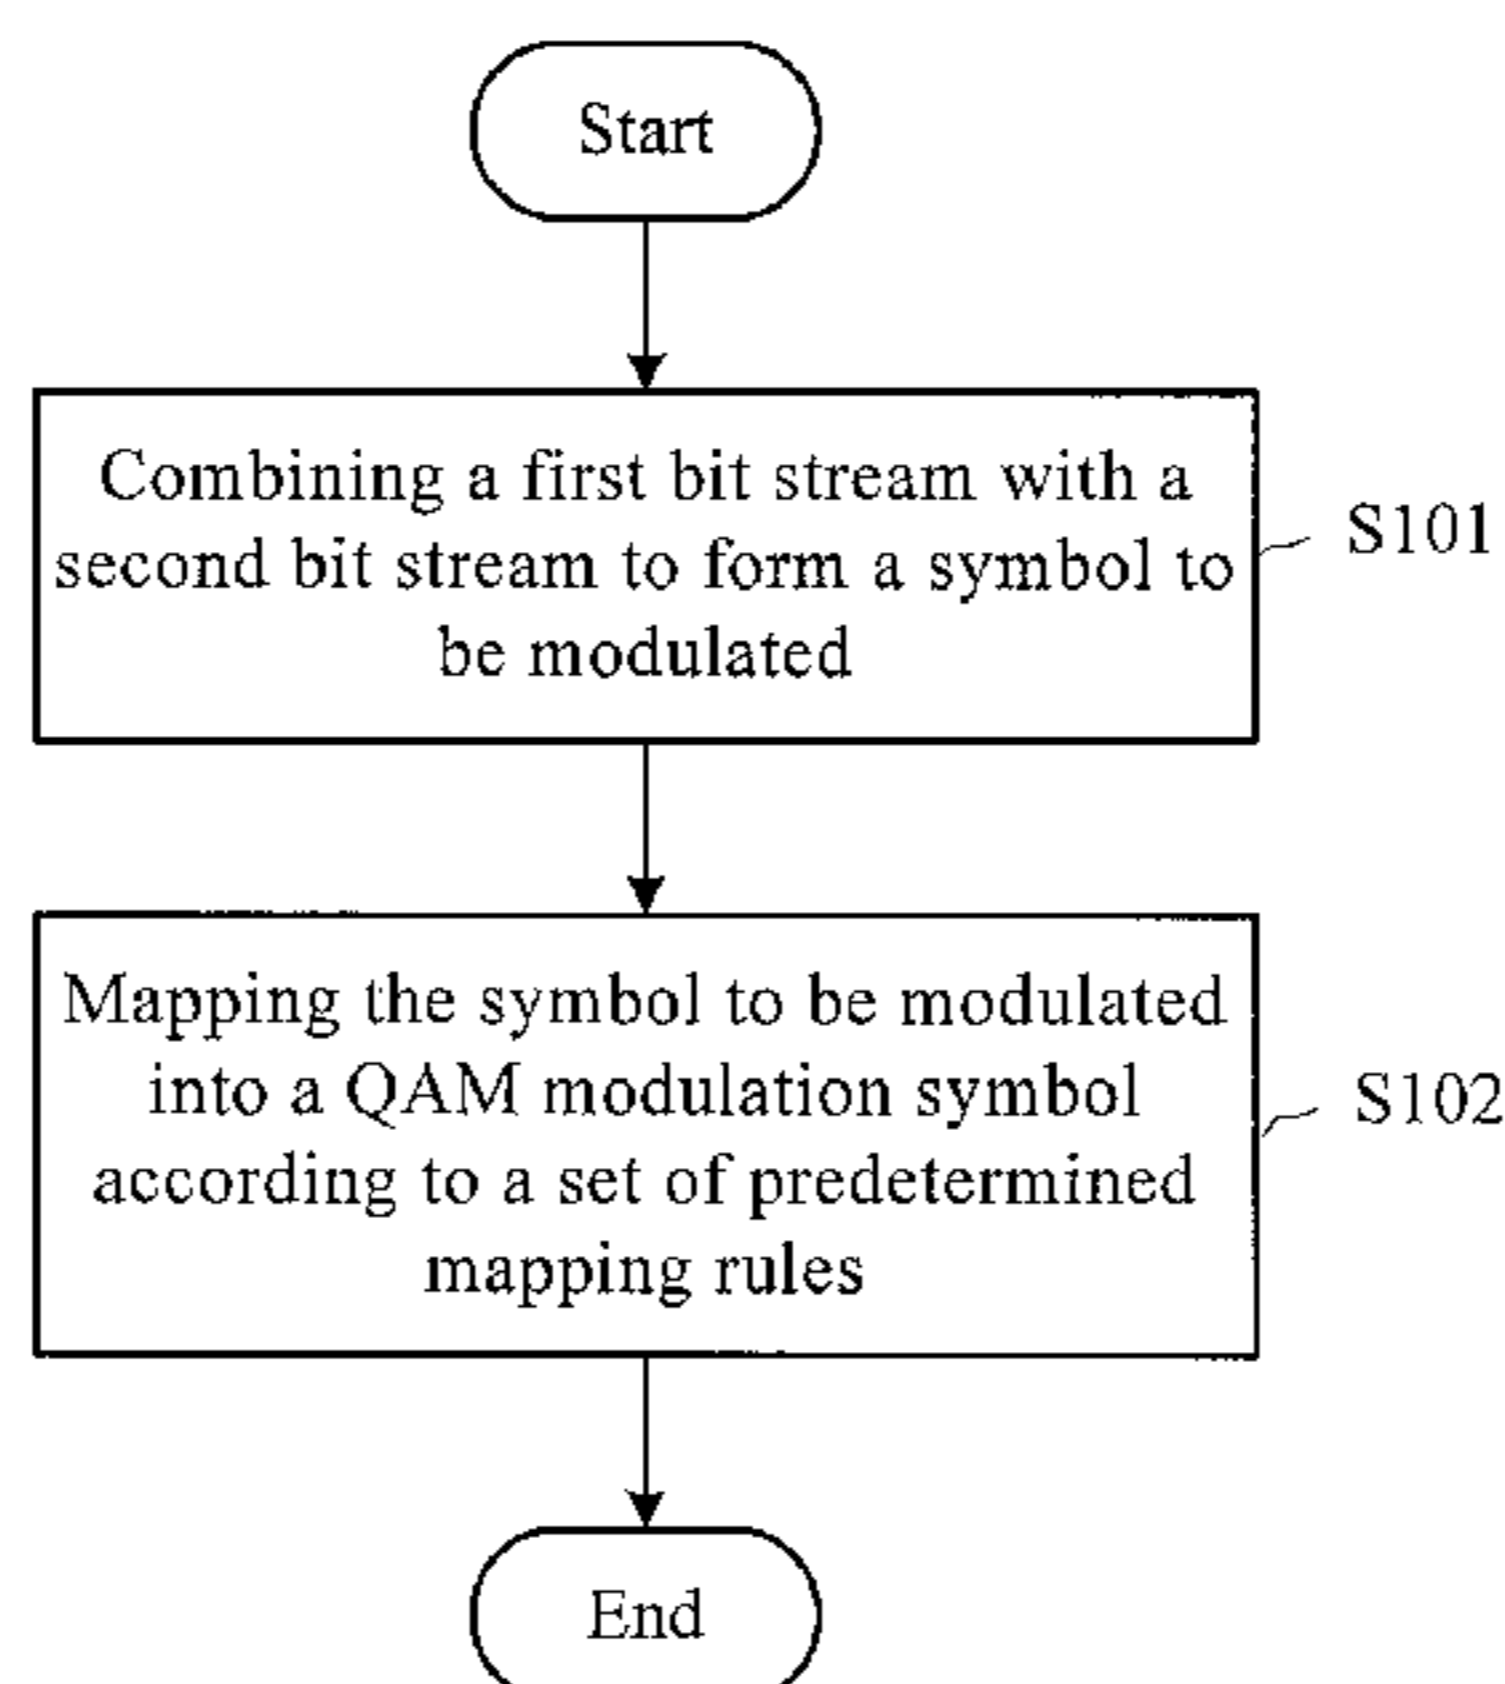 Start
Combining a first bit stream with a
second bit stream to form a symbol to
be modulated
S101
Mapping the symbol to be modulated
into a QAM modulation symbol
according to a set of predetermined
mapping rules
S102
End